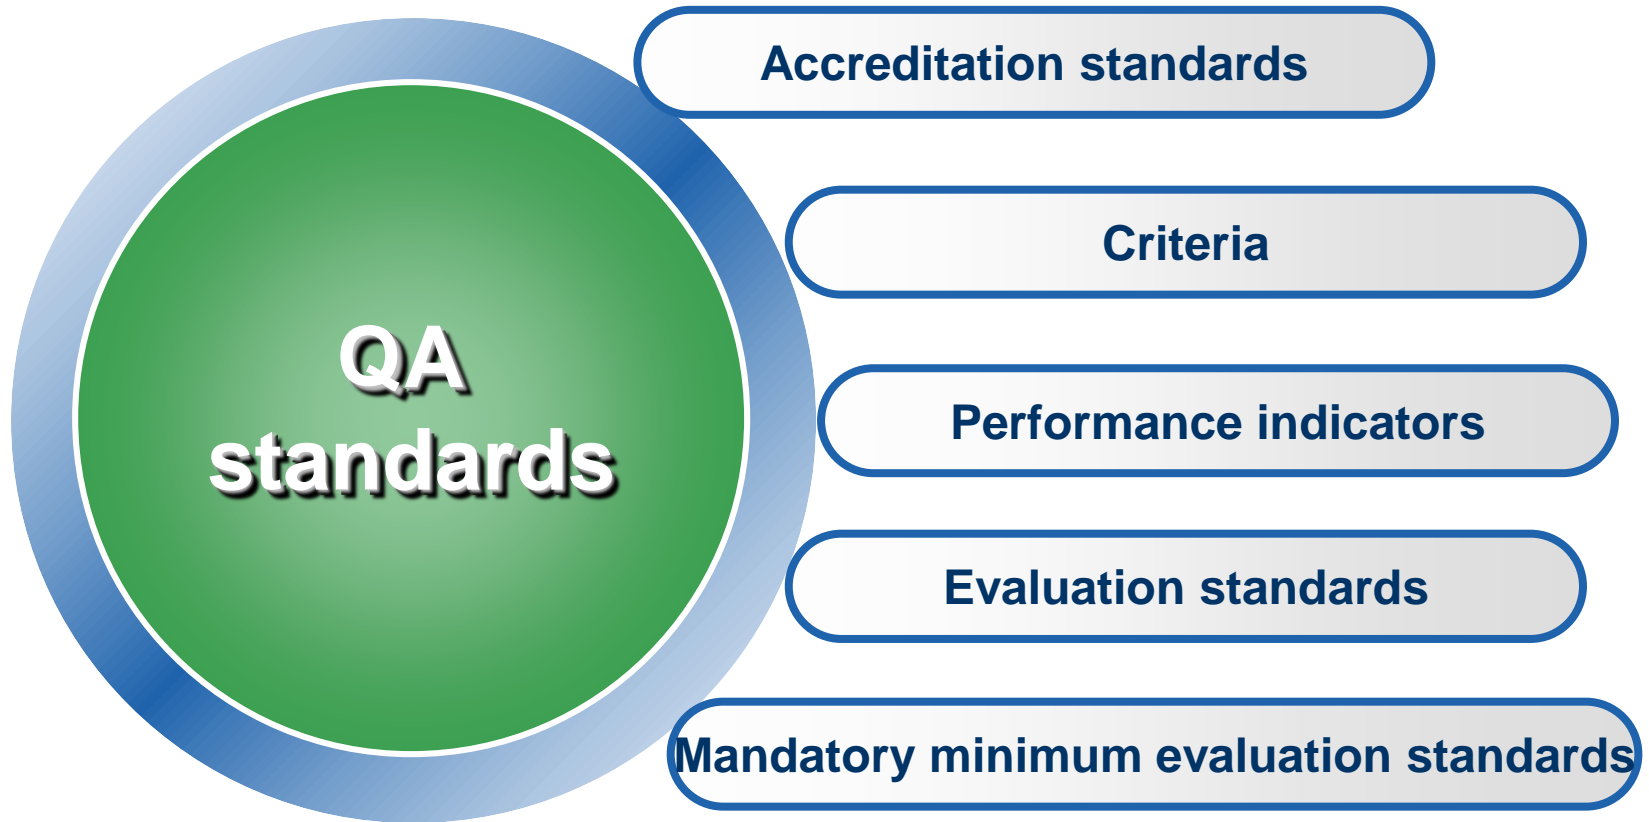 Accreditation standards
Criteria
QA
standards
Performance indicators
Evaluation standards
Mandatory minimum evaluation standards